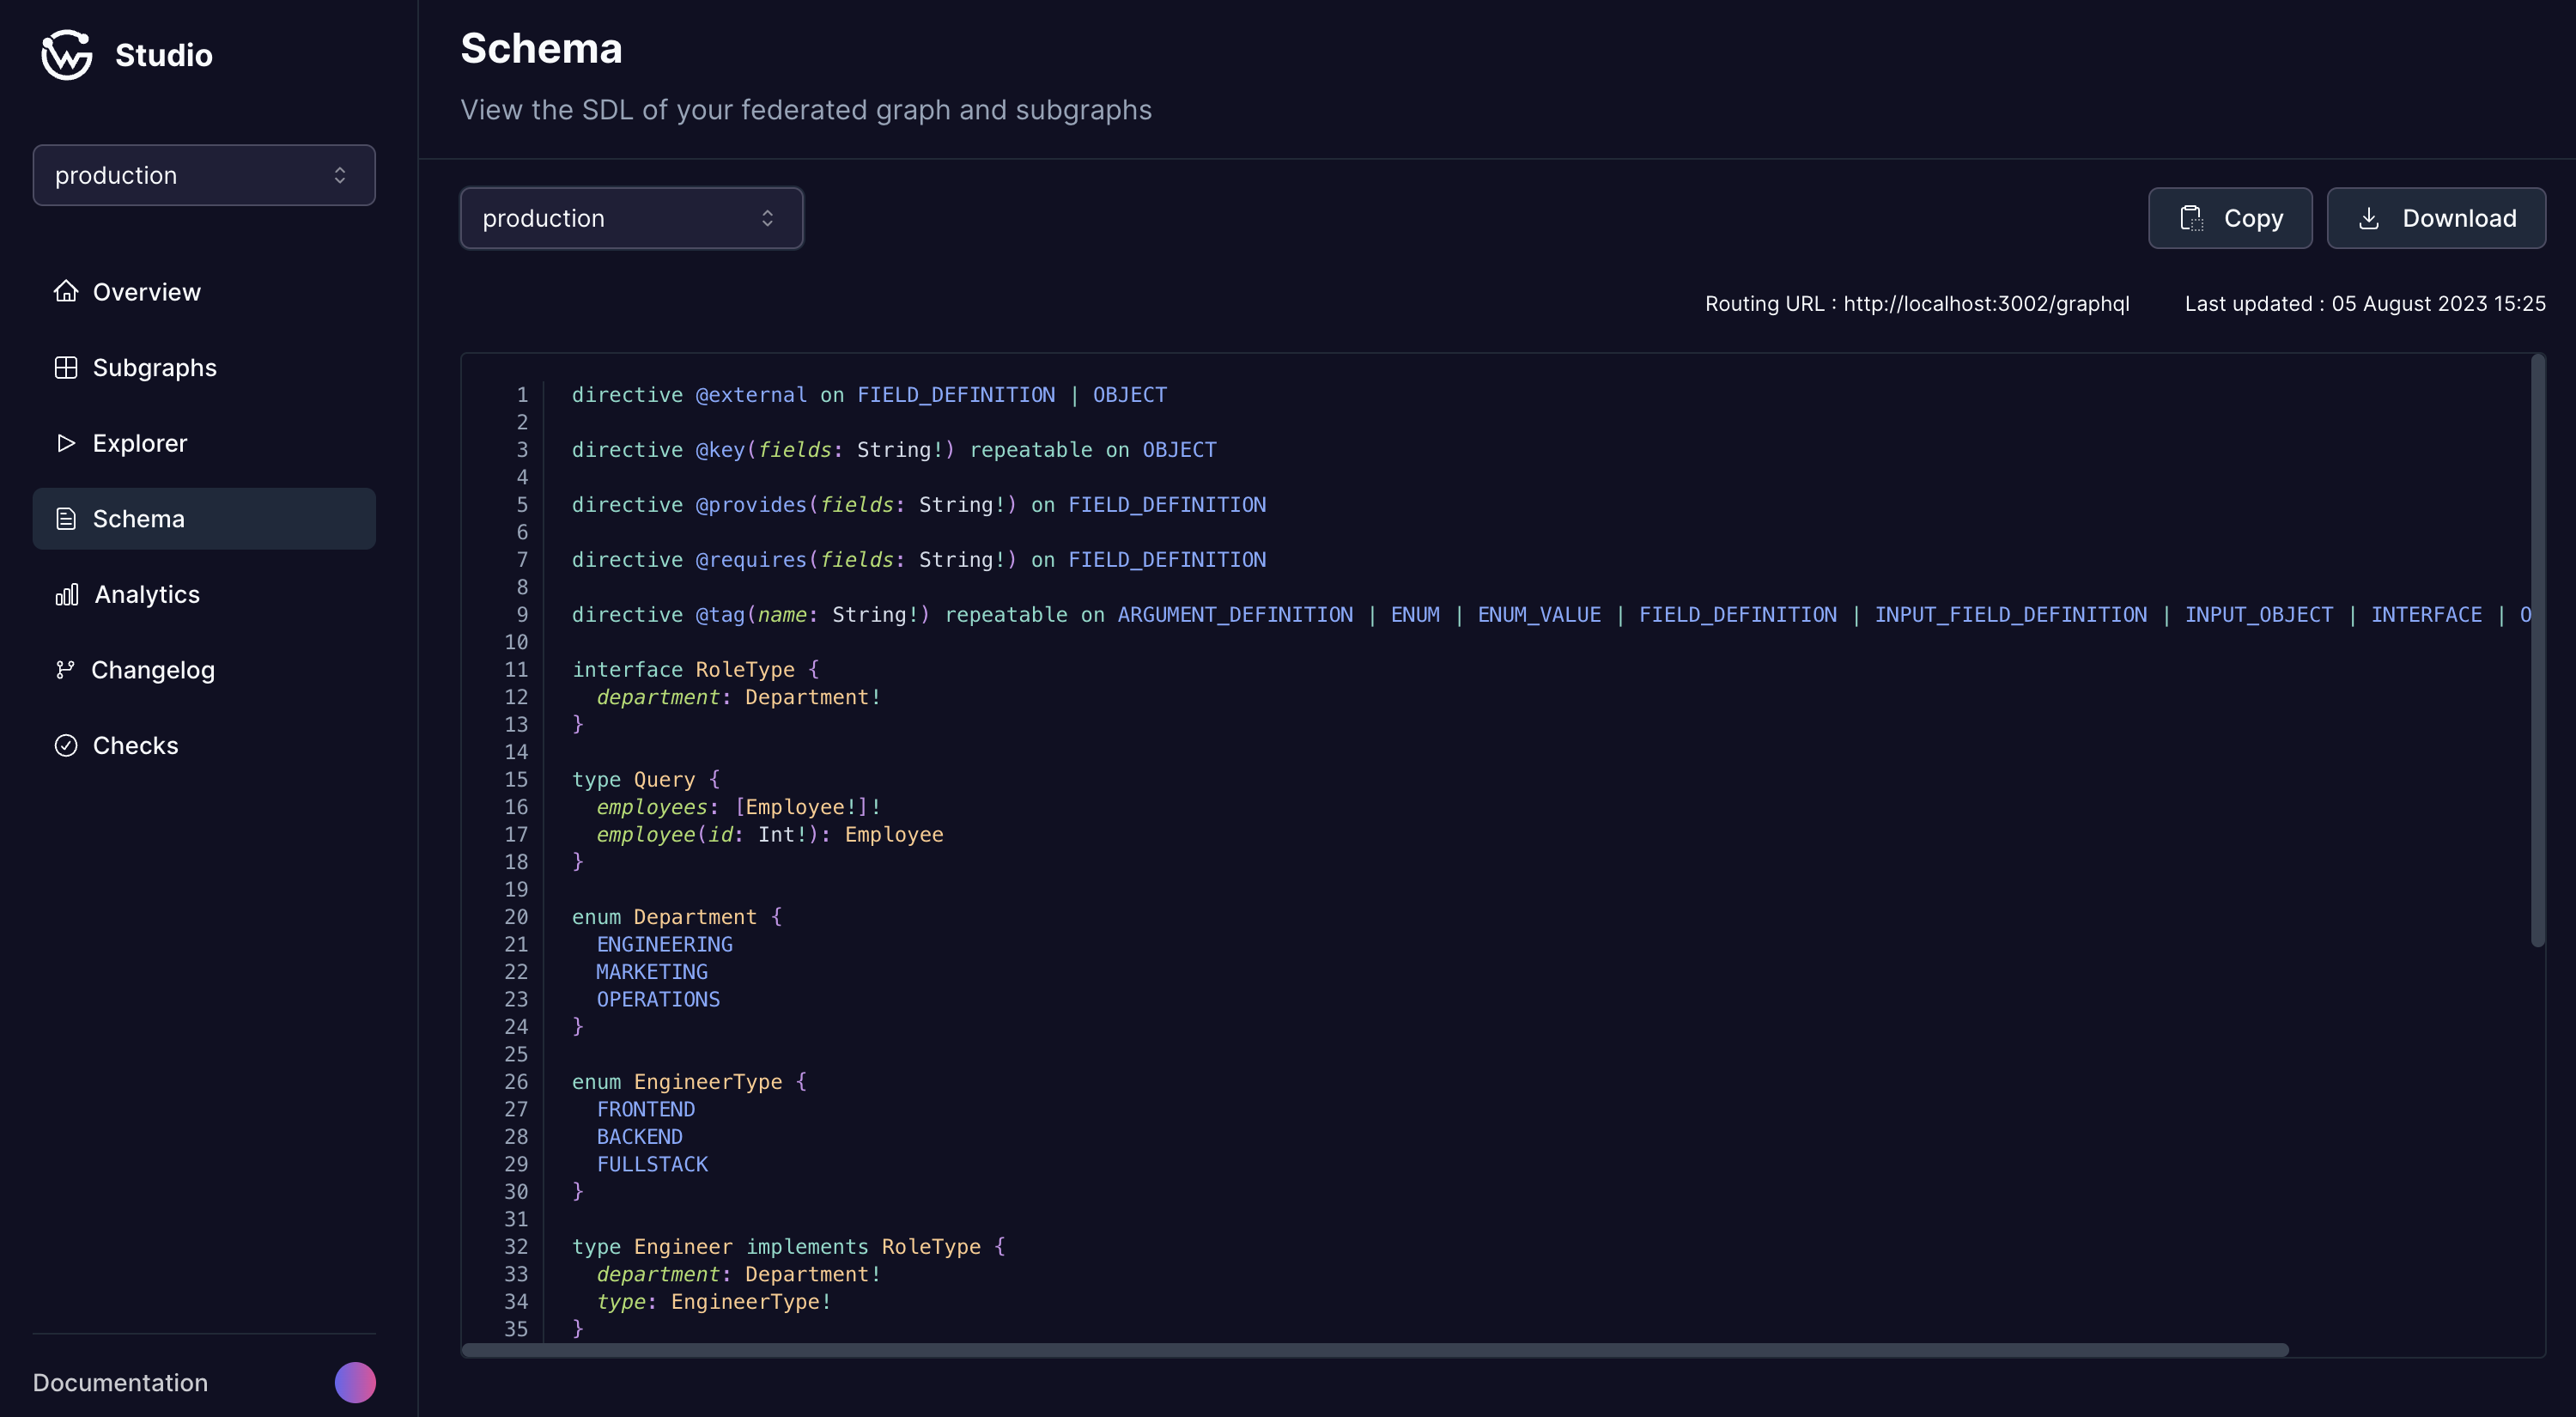 Studio
production
Overview
Subgraphs
Explorer
Schema
Analytics
Changelog
Checks
Documentation
Schema
View the SDL of your federated graph and subgraphs
production
Copy
Download
Routing URL : http://localhost:3002/graphql
Last updated : 05 August 2023 15:25
1 directive @external on FIELD_DEFINITION | OBJECT
2
3 directive @key(fields: String!) repeatable on OBJECT
4
5 directive @provides(fields: String!) on FIELD_DEFINITION
6
7 directive @requires(fields: String!) on FIELD_DEFINITION
8
9 directive @tag(name: String!) repeatable on ARGUMENT_DEFINITION | ENUM | ENUM_VALUE | FIELD_DEFINITION | INPUT_FIELD_DEFINITION | INPUT_OBJECT | INTERFACE | O
10
11 interface RoleType {
12   department: Department!
13 }
14
15 type Query {
16   employees: [Employee!]!
17   employee(id: Int!): Employee
18 }
19
20 enum Department {
21   ENGINEERING
22   MARKETING
23   OPERATIONS
24 }
25
26 enum EngineerType {
27   FRONTEND
28   BACKEND
29   FULLSTACK
30 }
31
32 type Engineer implements RoleType {
33   department: Department!
34   type: EngineerType!
35 }